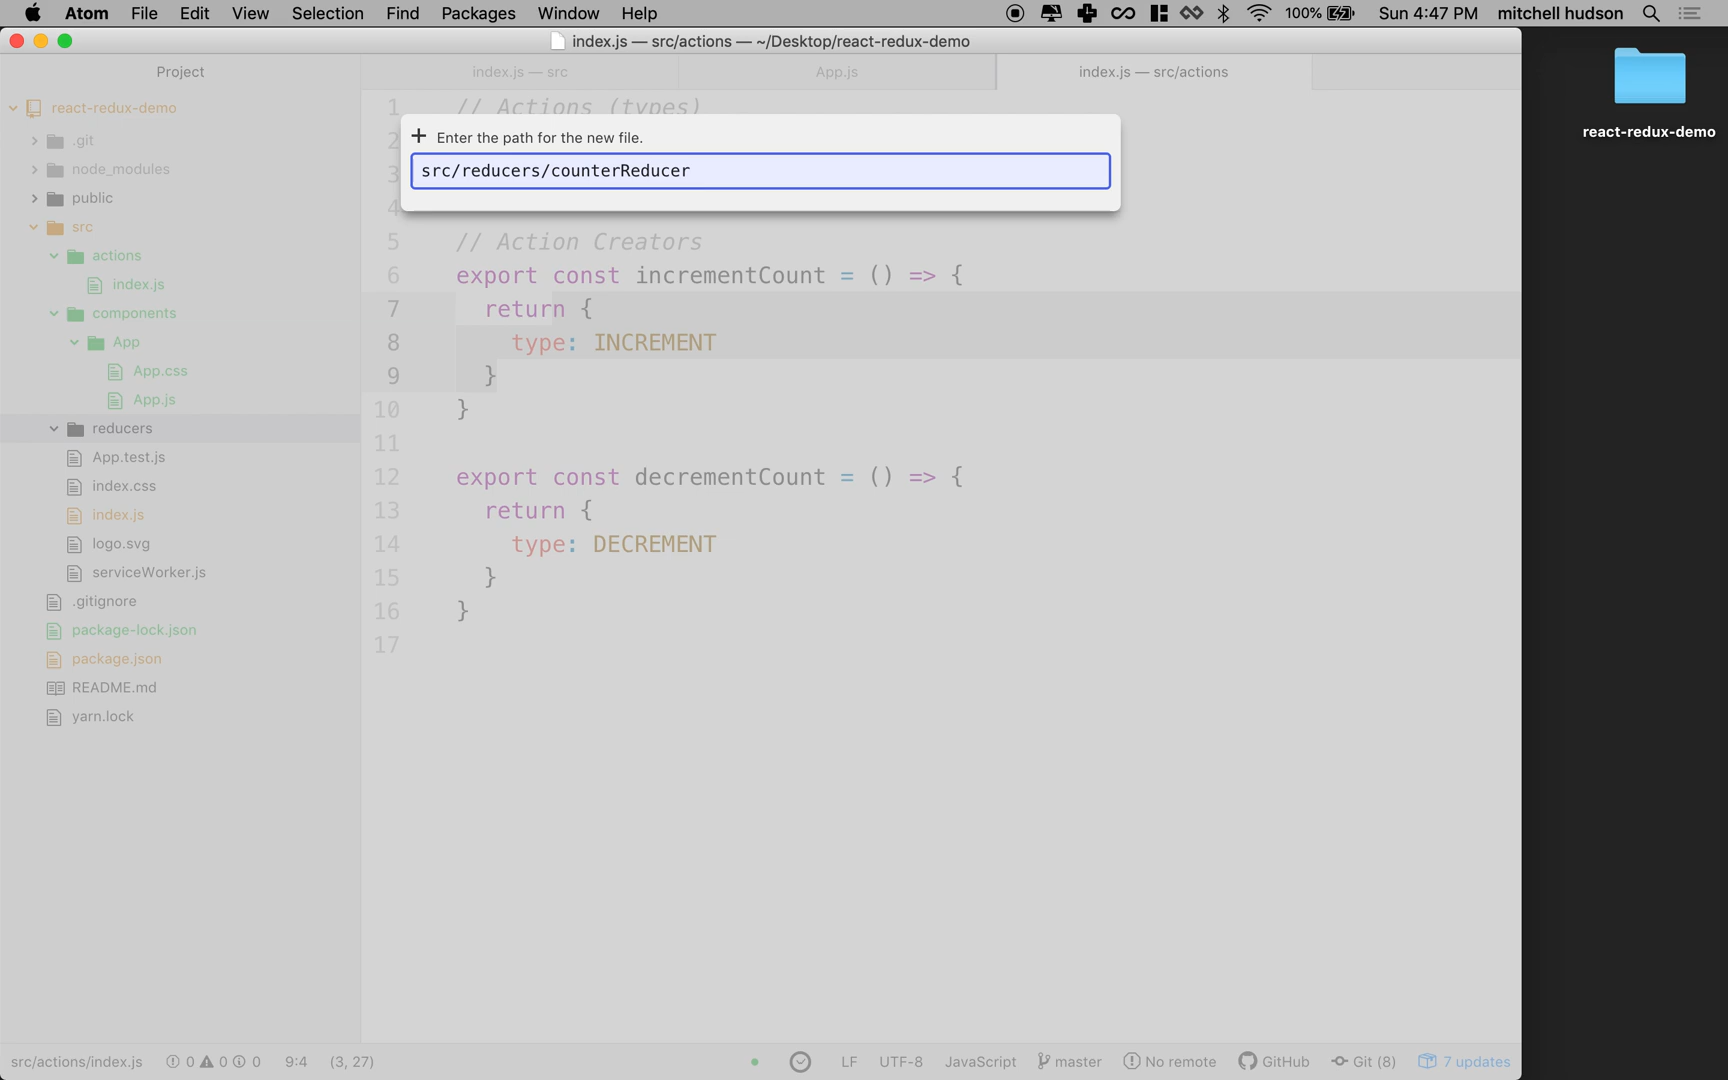 Atom File Edit View Selection Find Packages Window Help 100% Sun 4:47 PM mitchell hudson
index.js — src/actions — ~/Desktop/react-redux-demo
Project
index.js — src
App.js
index.js — src/actions
react-redux-demo
.git
node_modules
public
src
actions
index.js
components
App
App.css
App.js
reducers
App.test.js
index.css
index.js
logo.svg
serviceWorker.js
.gitignore
package-lock.json
package.json
README.md
yarn.lock
1 // Actions (types)
2
3
4
Enter the path for the new file.
src/reducers/counterReducer
5 // Action Creators
6 export const incrementCount = () => {
7 return {
8 type: INCREMENT
9 }
10 }
11
12 export const decrementCount = () => {
13 return {
14 type: DECREMENT
15 }
16 }
17
react-redux-demo
src/actions/index.js 0 0 0 9:4 (3, 27) LF UTF-8 JavaScript master No remote GitHub Git (8) 7 updates